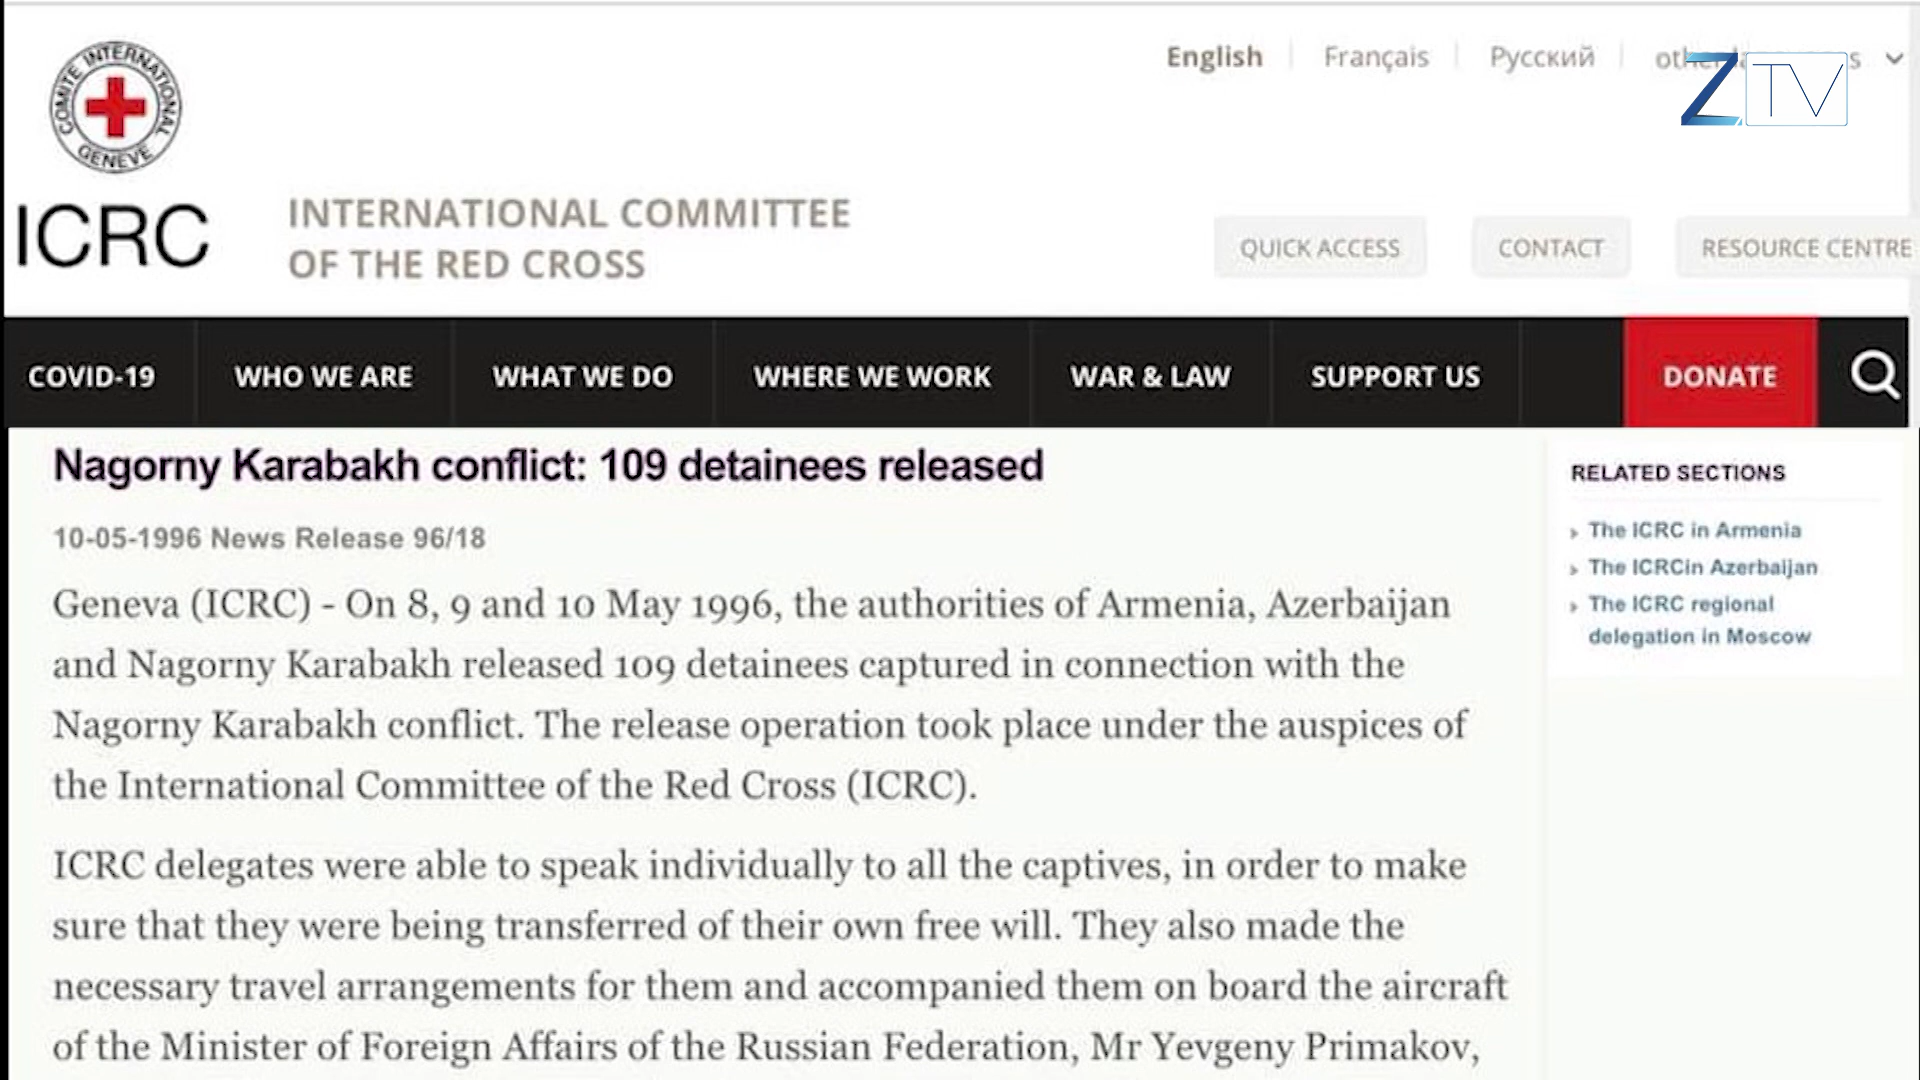 COMITE INTERNATIONAL
GENEVE
ICRC
INTERNATIONAL COMMITTEE
OF THE RED CROSS
English
Français
Русский
ZTV
QUICK ACCESS
CONTACT
RESOURCE CENTRE
COVID-19
WHO WE ARE
WHAT WE DO
WHERE WE WORK
WAR & LAW
SUPPORT US
DONATE
Nagorny Karabakh conflict: 109 detainees released
10-05-1996 News Release 96/18
Geneva (ICRC) - On 8, 9 and 10 May 1996, the authorities of Armenia, Azerbaijan
and Nagorny Karabakh released 109 detainees captured in connection with the
Nagorny Karabakh conflict. The release operation took place under the auspices of
the International Committee of the Red Cross (ICRC).
ICRC delegates were able to speak individually to all the captives, in order to make
sure that they were being transferred of their own free will. They also made the
necessary travel arrangements for them and accompanied them on board the aircraft
of the Minister of Foreign Affairs of the Russian Federation, Mr Yevgeny Primakov,
RELATED SECTIONS
The ICRC in Armenia
The ICRCin Azerbaijan
The ICRC regional
delegation in Moscow